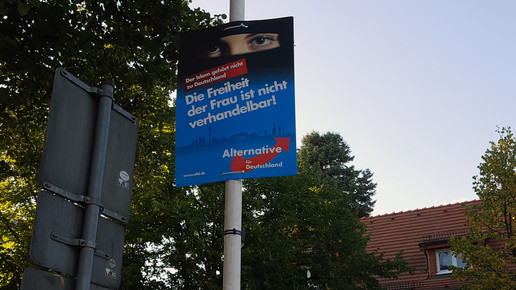 Der Islam gehört nicht
zu Deutschland
Die Freiheit
der Frau ist nicht
verhandelbar!
Alternative
für
Deutschland
www.afd.de